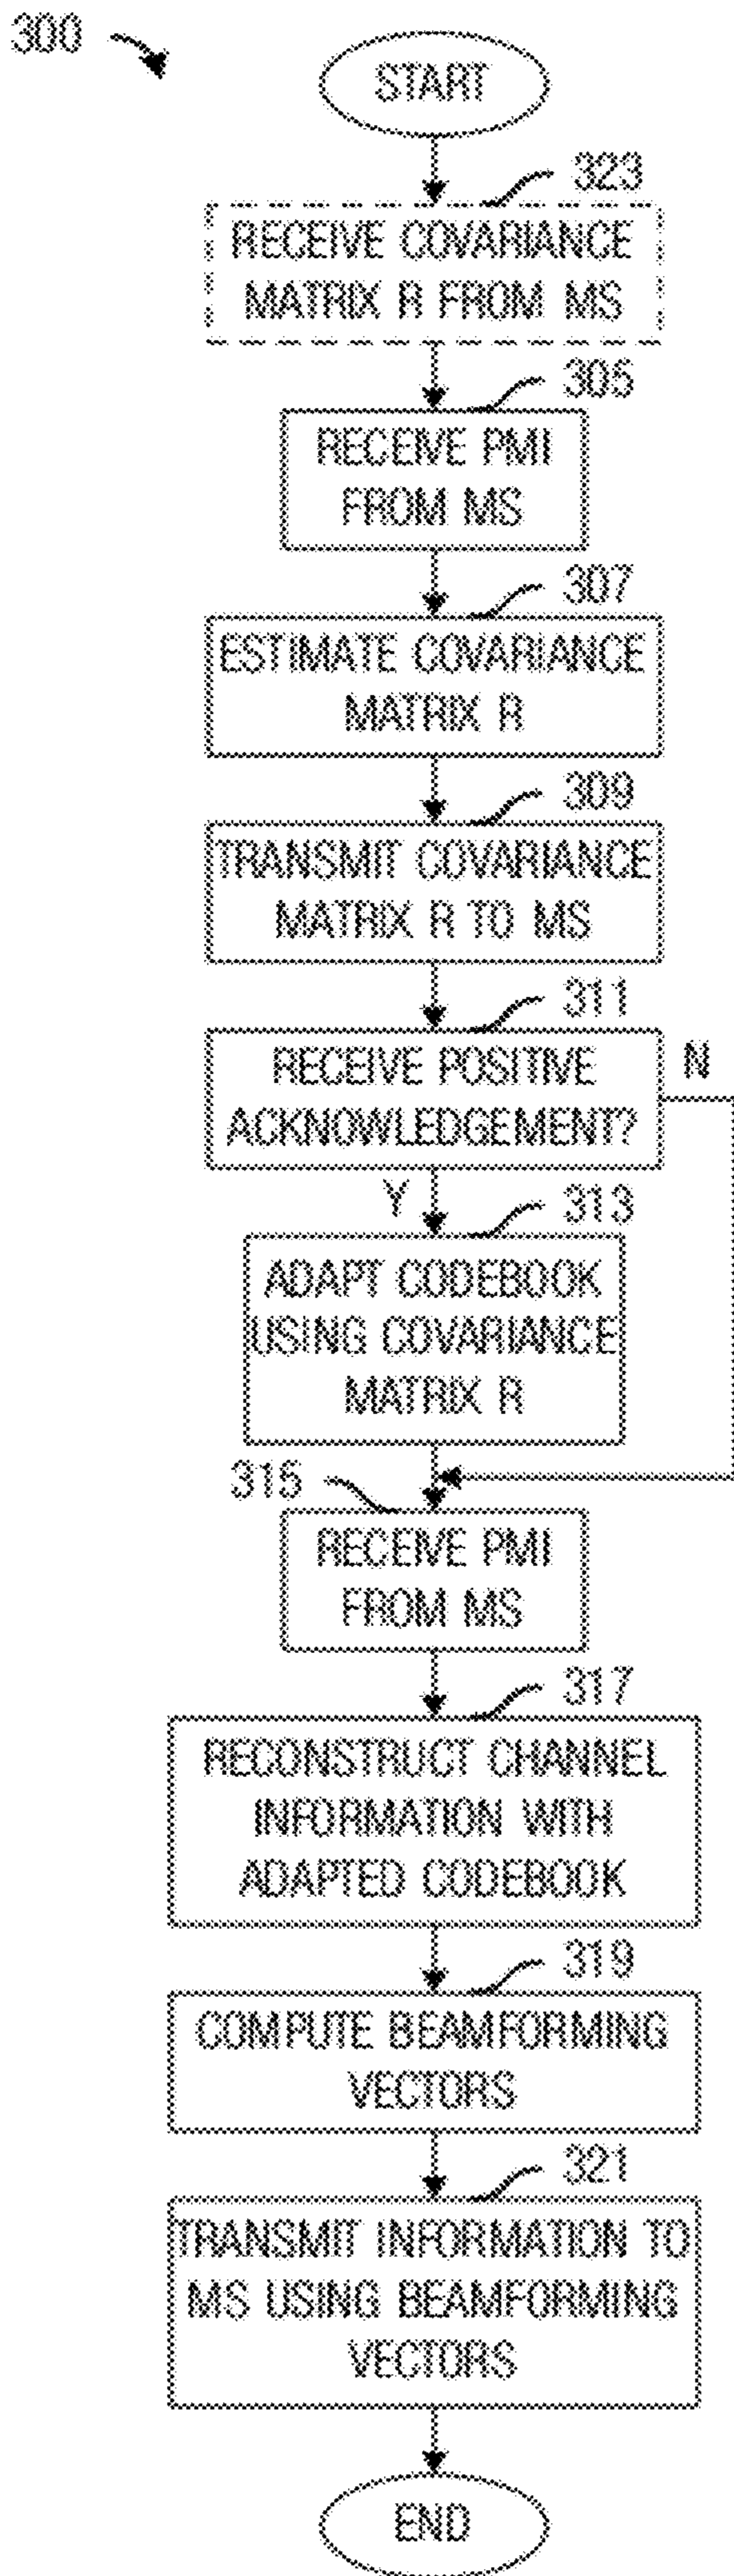 300
START
323
RECEIVE COVARIANCE
MATRIX R FROM MS
305
RECEIVE PMI
FROM MS
307
ESTIMATE COVARIANCE
MATRIX R
309
TRANSMIT COVARIANCE
MATRIX R TO MS
311
RECEIVE POSITIVE
ACKNOWLEDGEMENT?
N
Y
313
ADAPT CODEBOOK
USING COVARIANCE
MATRIX R
315
RECEIVE PMI
FROM MS
317
RECONSTRUCT CHANNEL
INFORMATION WITH
ADAPTED CODEBOOK
319
COMPUTE BEAMFORMING
VECTORS
321
TRANSMIT INFORMATION TO
MS USING BEAMFORMING
VECTORS
END